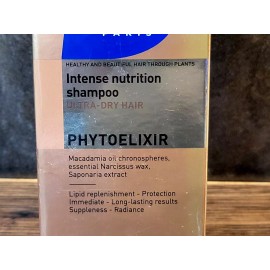 PARIS
HEALTHY AND BEAUTIFUL HAIR THROUGH PLANTS
Intense nutrition
shampoo
ULTRA-DRY HAIR
PHYTOELIXIR
Macadamia oil chronospheres,
essential Narcissus wax,
Saponaria extract
Lipid replenishment - Protection
Immediate - Long-lasting results
Suppleness - Radiance